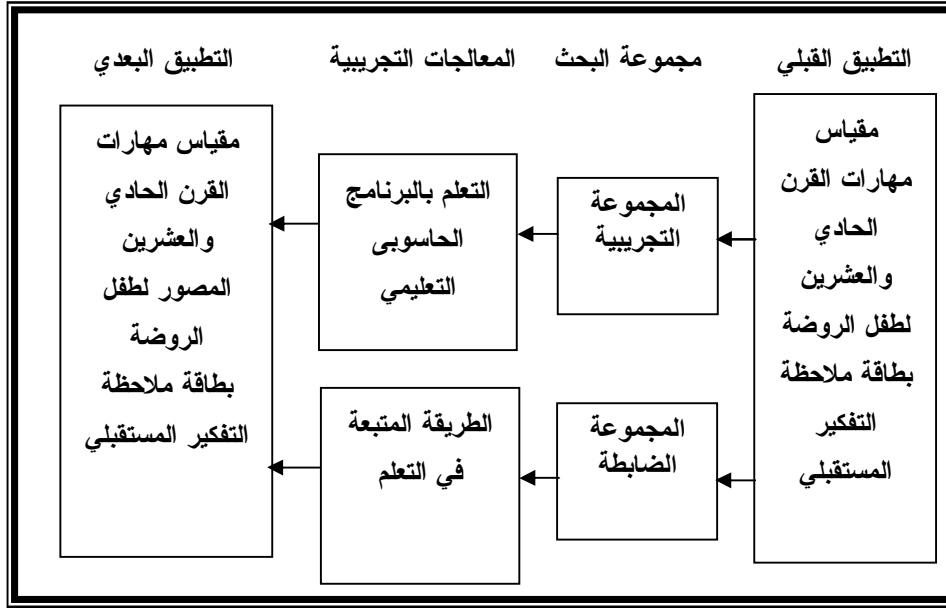 التطبيق القبلي
مجموعة البحث
المعالجات التجريبية
التطبيق البعدي
مقياس
مهارات القرن
الحادي
والعشرين
لطفل الروضة
بطاقة ملاحظة
التفكير
المستقبلي
المجموعة
التجريبية
المجموعة
الضابطة
التعلم بالبرنامج
الحاسوبى
التعليمي
الطريقة المتبعة
في التعلم
مقياس مهارات
القرن الحادي
والعشرين
المصور لطفل
الروضة
بطاقة ملاحظة
التفكير المستقبلي